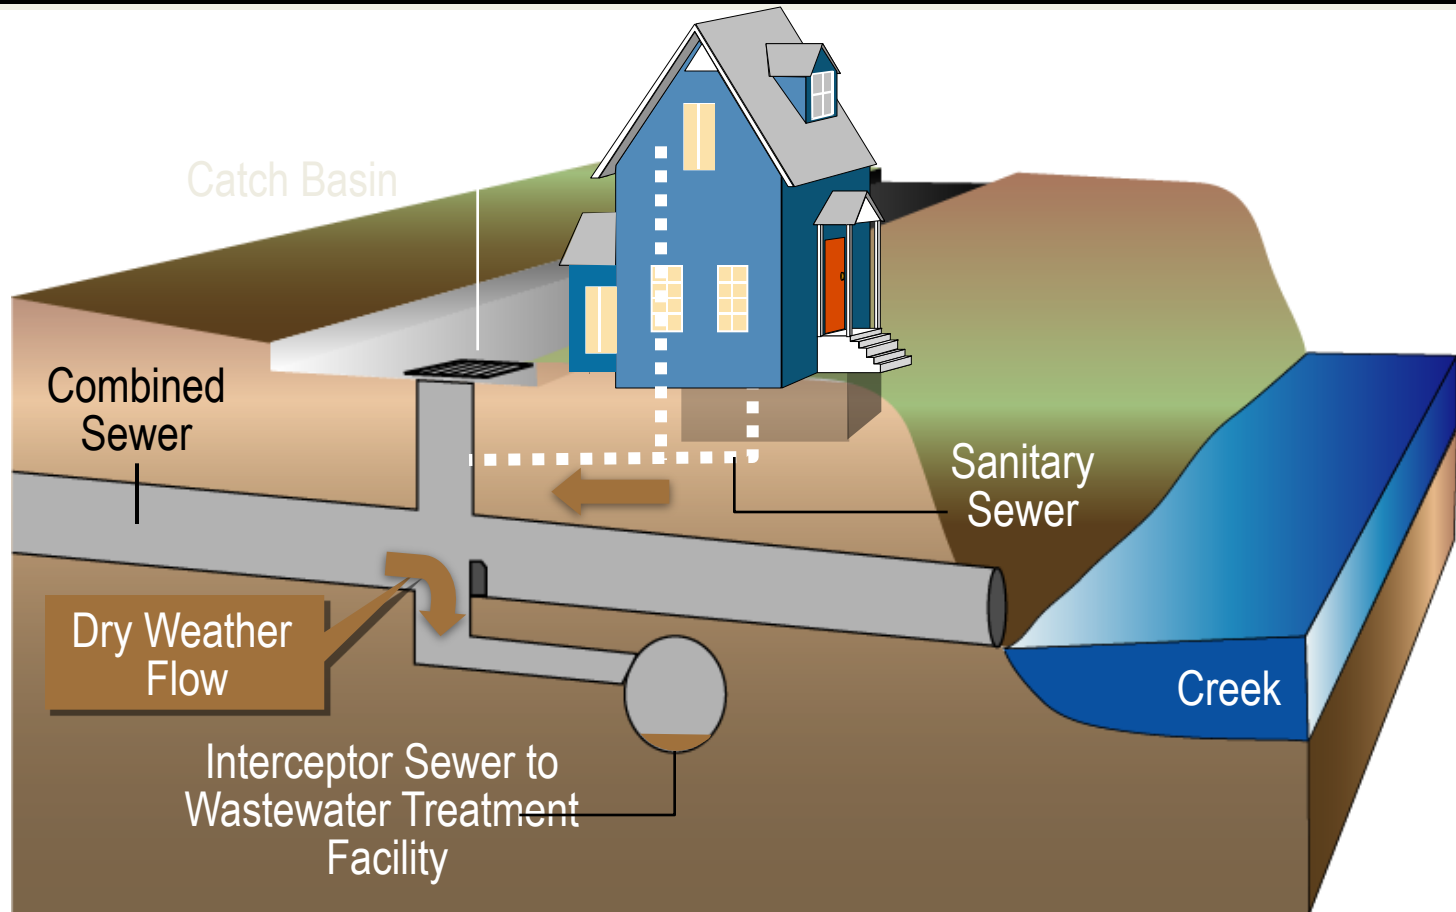 Catch Basin
Combined
Sewer
Sanitary
Sewer
Dry Weather
Flow
Creek
Interceptor Sewer to
Wastewater Treatment
Facility